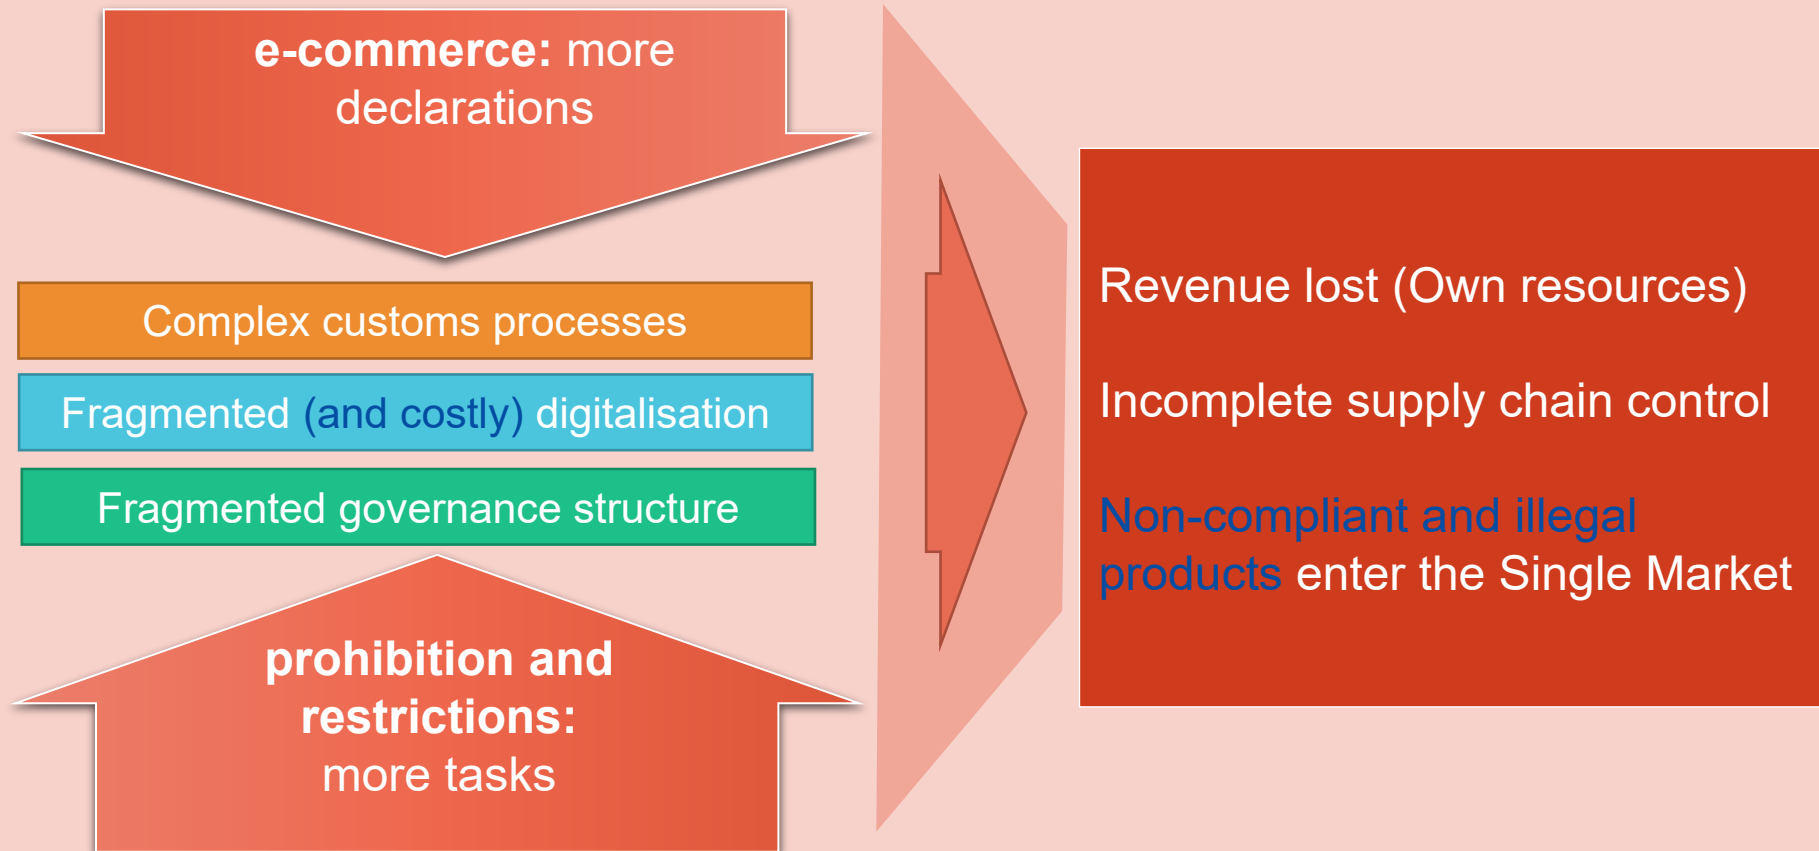 e-commerce: more
declarations
Complex customs processes
Fragmented (and costly) digitalisation
Fragmented governance structure
prohibition and
restrictions:
more tasks
Revenue lost (Own resources)
Incomplete supply chain control
Non-compliant and illegal
products enter the Single Market